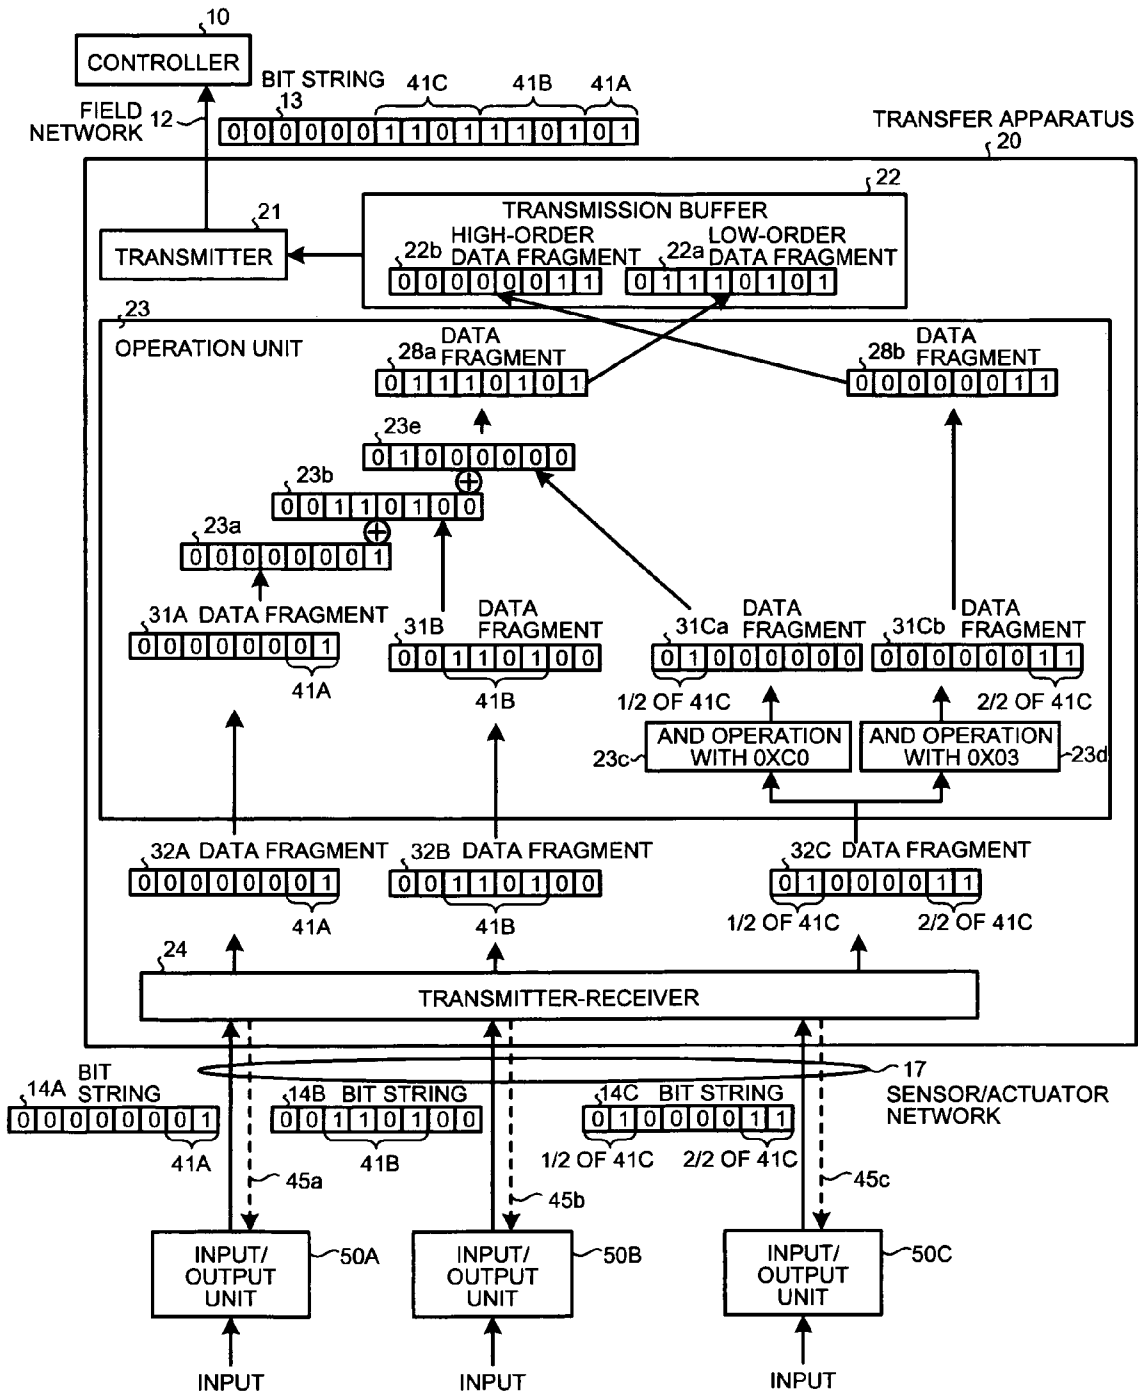 10
CONTROLLER
BIT STRING
13
41C
41B
41A
FIELD
NETWORK
12
0 0 0 0 0 0 1 1 0 1 1 1 0 1 0 1
TRANSFER APPARATUS
20
22
TRANSMISSION BUFFER
21
TRANSMITTER
HIGH-ORDER
22b DATA FRAGMENT
0 0 0 0 0 0 1 1
LOW-ORDER
22a DATA FRAGMENT
0 1 1 1 0 1 0 1
23
OPERATION UNIT
DATA
28a FRAGMENT
0 1 1 1 0 1 0 1
DATA
28b FRAGMENT
0 0 0 0 0 0 1 1
23e
0 1 0 0 0 0 0 0
23b
0 0 1 1 0 1 0 0
23a
0 0 0 0 0 0 0 1
31A DATA FRAGMENT
0 0 0 0 0 0 0 1
41A
DATA
31B FRAGMENT
0 0 1 1 0 1 0 0
41B
DATA
31Ca FRAGMENT
0 1 0 0 0 0 0 0
1/2 OF 41C
DATA
31Cb FRAGMENT
0 0 0 0 0 0 1 1
2/2 OF 41C
AND OPERATION
WITH 0XC0
23c
AND OPERATION
WITH 0X03
23d
32A DATA FRAGMENT
0 0 0 0 0 0 0 1
41A
32B DATA FRAGMENT
0 0 1 1 0 1 0 0
41B
32C DATA FRAGMENT
0 1 0 0 0 0 1 1
1/2 OF 41C
2/2 OF 41C
24
TRANSMITTER-RECEIVER
17
SENSOR/ACTUATOR
NETWORK
BIT
14A STRING
0 0 0 0 0 0 0 1
41A
14B BIT STRING
0 0 1 1 0 1 0 0
41B
14C BIT STRING
0 1 0 0 0 0 1 1
1/2 OF 41C
2/2 OF 41C
45a
45b
45c
INPUT/
OUTPUT
UNIT
50A
INPUT/
OUTPUT
UNIT
50B
INPUT/
OUTPUT
UNIT
50C
INPUT
INPUT
INPUT